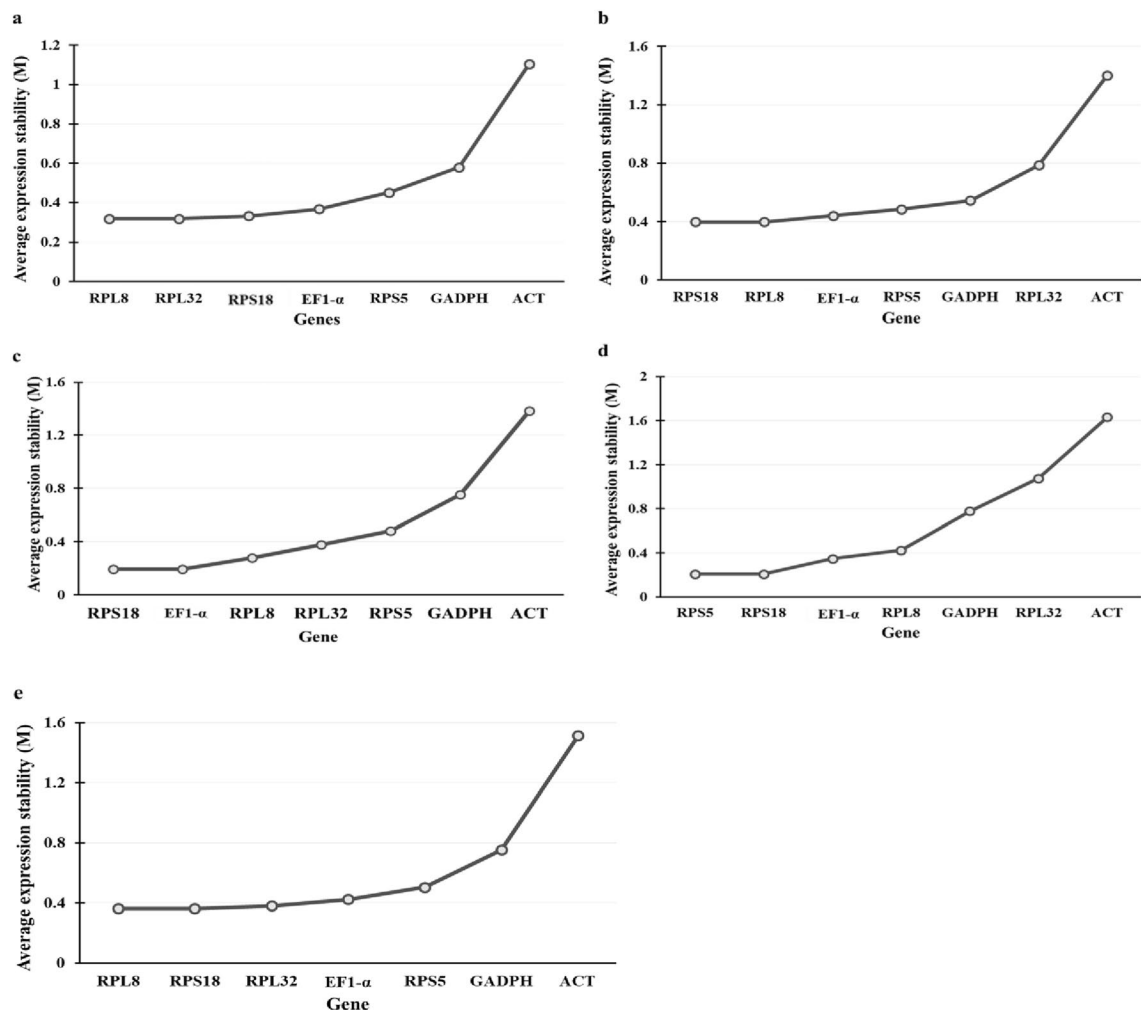 a
Average expression stability (M)
1.2
1
0.8
0.6
0.4
0.2
0
RPL8 RPL32 RPS18 EF1-α RPS5 GADPH ACT
Genes
b
Average expression stability (M)
1.6
1.2
0.8
0.4
0
RPS18 RPL8 EF1-α RPS5 GADPH RPL32 ACT
Gene
c
Average expression stability (M)
1.6
1.2
0.8
0.4
0
RPS18 EF1-α RPL8 RPL32 RPS5 GADPH ACT
Gene
d
Average expression stability (M)
2
1.6
1.2
0.8
0.4
0
RPS5 RPS18 EF1-α RPL8 GADPH RPL32 ACT
Gene
e
Average expression stability (M)
1.6
1.2
0.8
0.4
0
RPL8 RPS18 RPL32 EF1-α RPS5 GADPH ACT
Gene